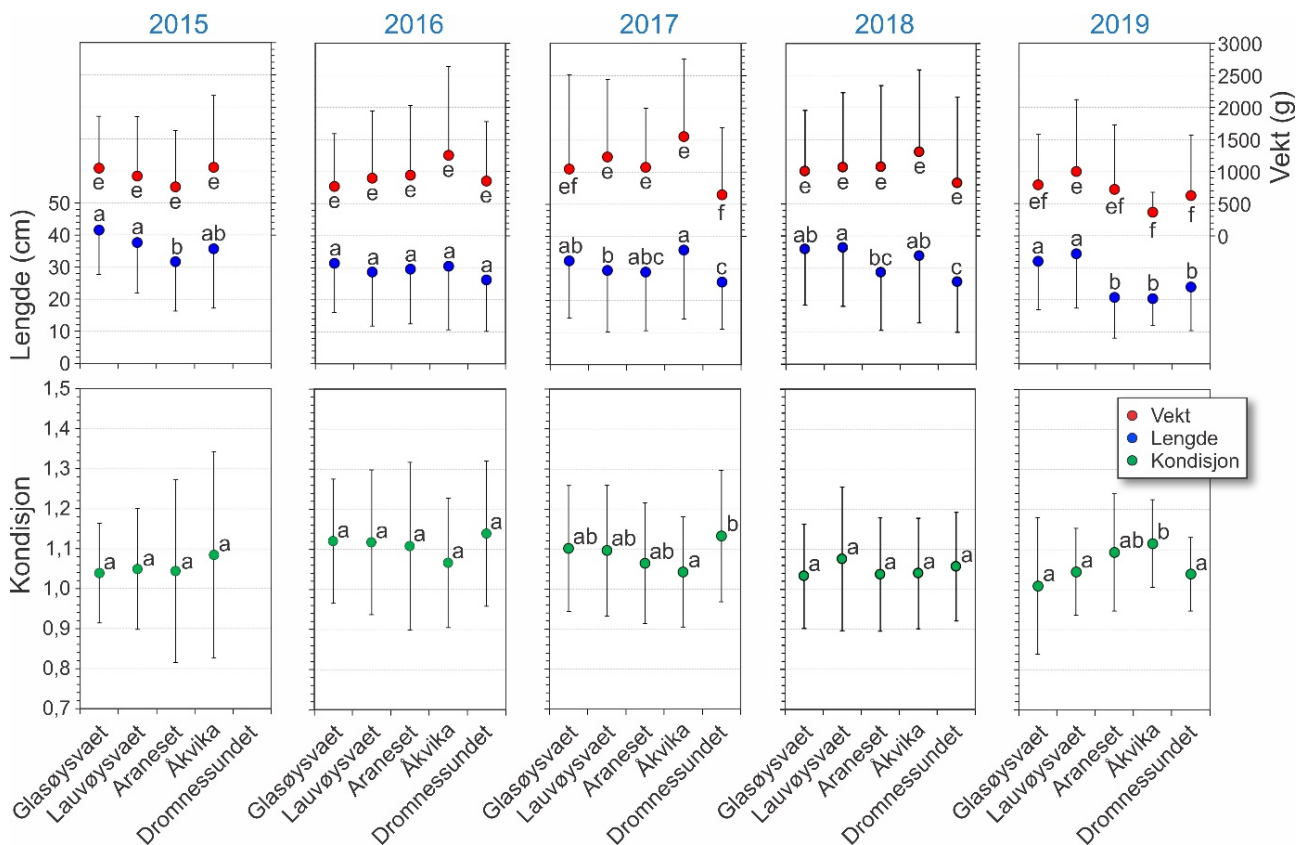 2015 2016 2017 2018 2019
Lengde (cm)
50
40
30
20
10
0
3000
2500
2000
1500
1000
500
0
Vekt (g)
e e e e
a a b ab
e e e e e
a a a a a
ef e e e f
ab b abc a c
e e e e e
ab a bc ab c
ef e ef f f
a a b b b
Kondisjon
1,5
1,4
1,3
1,2
1,1
1,0
0,9
0,8
0,7
a a a a
a a a a a
ab ab ab a b
a a a a a
a a ab b a
Vekt
Lengde
Kondisjon
Glasøysvaet
Lauvøysvaet
Araneset
Åkvika
Dromnessundet
Glasøysvaet
Lauvøysvaet
Araneset
Åkvika
Dromnessundet
Glasøysvaet
Lauvøysvaet
Araneset
Åkvika
Dromnessundet
Glasøysvaet
Lauvøysvaet
Araneset
Åkvika
Dromnessundet
Glasøysvaet
Lauvøysvaet
Araneset
Åkvika
Dromnessundet